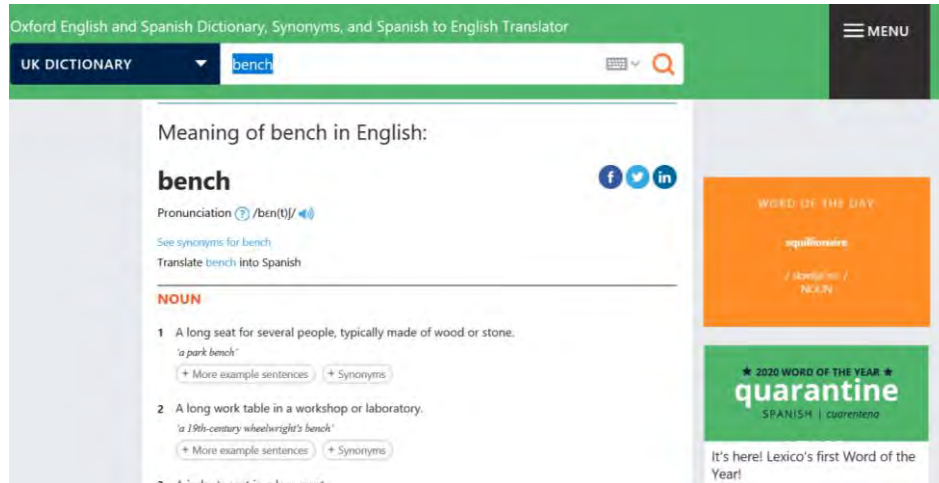 Oxford English and Spanish Dictionary, Synonyms, and Spanish to English Translator
MENU
UK DICTIONARY
bench
Meaning of bench in English:
bench
Pronunciation ? /bɛn(t)ʃ/
See synonyms for bench
Translate bench into Spanish
NOUN
1 A long seat for several people, typically made of wood or stone.
‘a park bench’
+ More example sentences + Synonyms
2 A long work table in a workshop or laboratory.
‘a 19th-century wheelwright's bench’
+ More example sentences + Synonyms
WORD OF THE DAY
squillionaire
NOUN
★ 2020 WORD OF THE YEAR ★
quarantine
SPANISH | cuarentena
It's here! Lexico's first Word of the
Year!